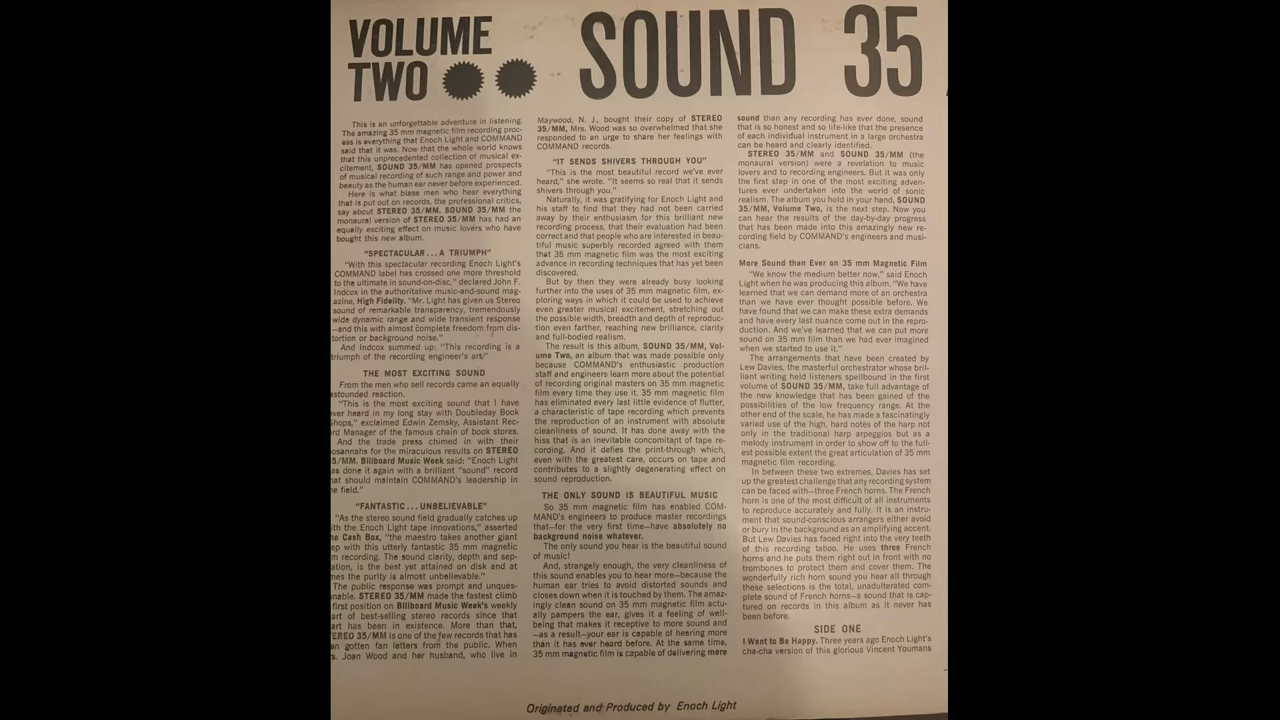 VOLUME
TWO
SOUND 35
This is an unforgettable adventure in listening.
The amazing 35 mm magnetic film recording proc-
ess is everything that Enoch Light and COMMAND
said that it was. Now that the whole world knows
that this unprecedented collection of musical ex-
citement, SOUND 35/MM has opened prospects
of musical recording of such range and power and
beauty as the human ear never before experienced.
Here is what blase men who hear everything
that is put out on records, the professional critics,
say about STEREO 35/MM. SOUND 35/MM the
monaural version of STEREO 35/MM has had an
equally exciting effect on music lovers who have
bought this new album.
"SPECTACULAR...A TRIUMPH"
"With this spectacular recording Enoch Light's
COMMAND label has crossed one more threshold
to the ultimate in sound-on-disc," declared John F.
Indcox in the authoritative music-and-sound mag-
azine, High Fidelity. "Mr. Light has given us Stereo
sound of remarkable transparency, tremendously
wide dynamic range and wide transient response
—and this with almost complete freedom from dis-
tortion or background noise."
And Indcox summed up: "This recording is a
triumph of the recording engineer's art!"
THE MOST EXCITING SOUND
From the men who sell records came an equally
astounded reaction.
"This is the most exciting sound that I have
ever heard in my long stay with Doubleday Book
Shops," exclaimed Edwin Zemsky, Assistant Rec-
rd Manager of the famous chain of book stores.
And the trade press chimed in with their
osannahs for the miraculous results on STEREO
5/MM. Billboard Music Week said: "Enoch Light
as done it again with a brilliant "sound" record
at should maintain COMMAND's leadership in
e field."
"FANTASTIC...UNBELIEVABLE"
"As the stereo sound field gradually catches up
th the Enoch Light tape innovations," asserted
he Cash Box, "the maestro takes another giant
ep with this utterly fantastic 35 mm magnetic
m recording. The sound clarity, depth and sep-
ation, is the best yet attained on disk and at
mes the purity is almost unbelievable."
The public response was prompt and unques-
nable. STEREO 35/MM made the fastest climb
first position on Billboard Music Week's weekly
art of best-selling stereo records since that
art has been in existence. More than that,
TEREO 35/MM is one of the few records that has
en gotten fan letters from the public. When
s. Joan Wood and her husband, who live in
Maywood, N. J., bought their copy of STEREO
35/MM, Mrs. Wood was so overwhelmed that she
responded to an urge to share her feelings with
COMMAND records.
"IT SENDS SHIVERS THROUGH YOU"
"This is the most beautiful record we've ever
heard," she wrote. "It seems so real that it sends
shivers through you."
Naturally, it was gratifying for Enoch Light and
his staff to find that they had not been carried
away by their enthusiasm for this brilliant new
recording process, that their evaluation had been
correct and that people who are interested in beau-
tiful music superbly recorded agreed with them
that 35 mm magnetic film was the most exciting
advance in recording techniques that has yet been
discovered.
But by then they were already busy looking
further into the uses of 35 mm magnetic film, ex-
ploring ways in which it could be used to achieve
even greater musical excitement, stretching out
the possible width, breadth and depth of reproduc-
tion even farther, reaching new brilliance, clarity
and full-bodied realism.
The result is this album, SOUND 35/MM, Vol-
ume Two, an album that was made possible only
because COMMAND's enthusiastic production
staff and engineers learn more about the potential
of recording original masters on 35 mm magnetic
film every time they use it. 35 mm magnetic film
has eliminated every last little evidence of flutter,
a characteristic of tape recording which prevents
the reproduction of an instrument with absolute
cleanliness of sound. It has done away with the
hiss that is an inevitable concomitant of tape re-
cording. And it defies the print-through which,
even with the greatest care, occurs on tape and
contributes to a slightly degenerating effect on
sound reproduction.
THE ONLY SOUND IS BEAUTIFUL MUSIC
So 35 mm magnetic film has enabled COM-
MAND's engineers to produce master recordings
that—for the very first time—have absolutely no
background noise whatever.
The only sound you hear is the beautiful sound
of music!
And, strangely enough, the very cleanliness of
this sound enables you to hear more—because the
human ear tries to avoid distorted sounds and
closes down when it is touched by them. The amaz-
ingly clean sound on 35 mm magnetic film actu-
ally pampers the ear, gives it a feeling of well-
being that makes it receptive to more sound and
—as a result—your ear is capable of hearing more
than it has ever heard before. At the same time,
35 mm magnetic film is capable of delivering more
sound than any recording has ever done, sound
that is so honest and so life-like that the presence
of each individual instrument in a large orchestra
can be heard and clearly identified.
STEREO 35/MM and SOUND 35/MM (the
monaural version) were a revelation to music
lovers and to recording engineers. But it was only
the first step in one of the most exciting adven-
tures ever undertaken into the world of sonic
realism. The album you hold in your hand, SOUND
35/MM, Volume Two, is the next step. Now you
can hear the results of the day-by-day progress
that has been made into this amazingly new re-
cording field by COMMAND's engineers and musi-
cians.
More Sound than Ever on 35 mm Magnetic Film
"We know the medium better now," said Enoch
Light when he was producing this album. "We have
learned that we can demand more of an orchestra
than we have ever thought possible before. We
have found that we can make these extra demands
and have every last nuance come out in the repro-
duction. And we've learned that we can put more
sound on 35 mm film than we had ever imagined
when we started to use it."
The arrangements that have been created by
Lew Davies, the masterful orchestrator whose bril-
liant writing held listeners spellbound in the first
volume of SOUND 35/MM, take full advantage of
the new knowledge that has been gained of the
possibilities of the low frequency range. At the
other end of the scale, he has made a fascinatingly
varied use of the high, hard notes of the harp not
only in the traditional harp arpeggios but as a
melody instrument in order to show off to the full-
est possible extent the great articulation of 35 mm
magnetic film recording.
In between these two extremes, Davies has set
up the greatest challenge that any recording system
can be faced with—three French horns. The French
horn is one of the most difficult of all instruments
to reproduce accurately and fully. It is an instru-
ment that sound-conscious arrangers either avoid
or bury in the background as an amplifying accent.
But Lew Davies has faced right into the very teeth
of this recording taboo. He uses three French
horns and he puts them right out in front with no
trombones to protect them and cover them. The
wonderfully rich horn sound you hear all through
these selections is the total, unadulterated com-
plete sound of French horns—a sound that is cap-
tured on records in this album as it never has
been before.
SIDE ONE
I Want to Be Happy. Three years ago Enoch Light's
cha-cha version of this glorious Vincent Youmans
Originated and Produced by Enoch Light